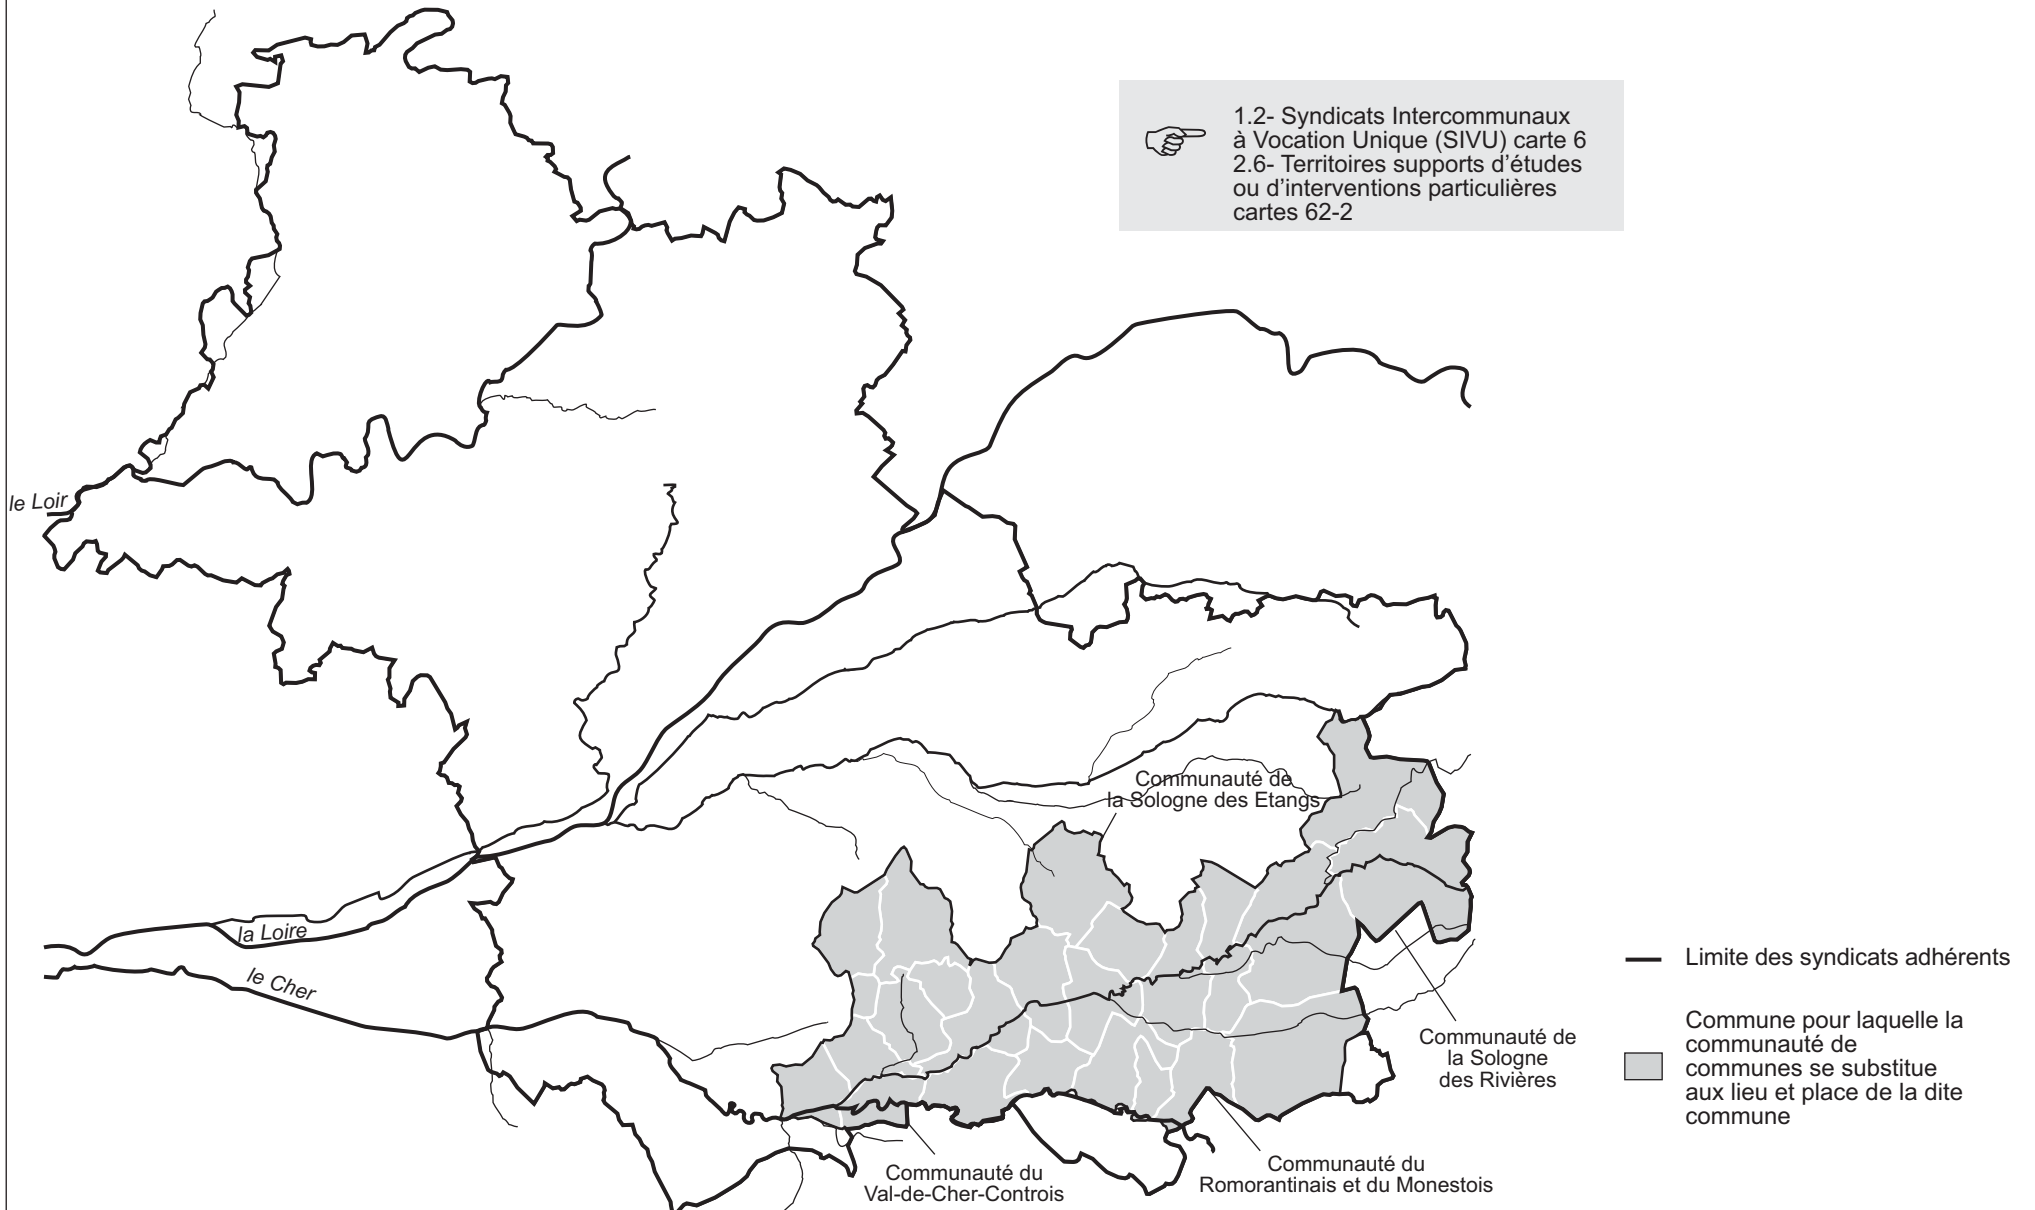 1.2- Syndicats Intercommunaux
à Vocation Unique (SIVU) carte 6
2.6- Territoires supports d’études
ou d’interventions particulières
cartes 62-2
le Loir
Communauté de
la Sologne des Etangs
la Loire
le Cher
Limite des syndicats adhérents
Commune pour laquelle la
communauté de
communes se substitue
aux lieu et place de la dite
commune
Communauté de
la Sologne
des Rivières
Communauté du
Val-de-Cher-Controis
Communauté du
Romorantinais et du Monestois